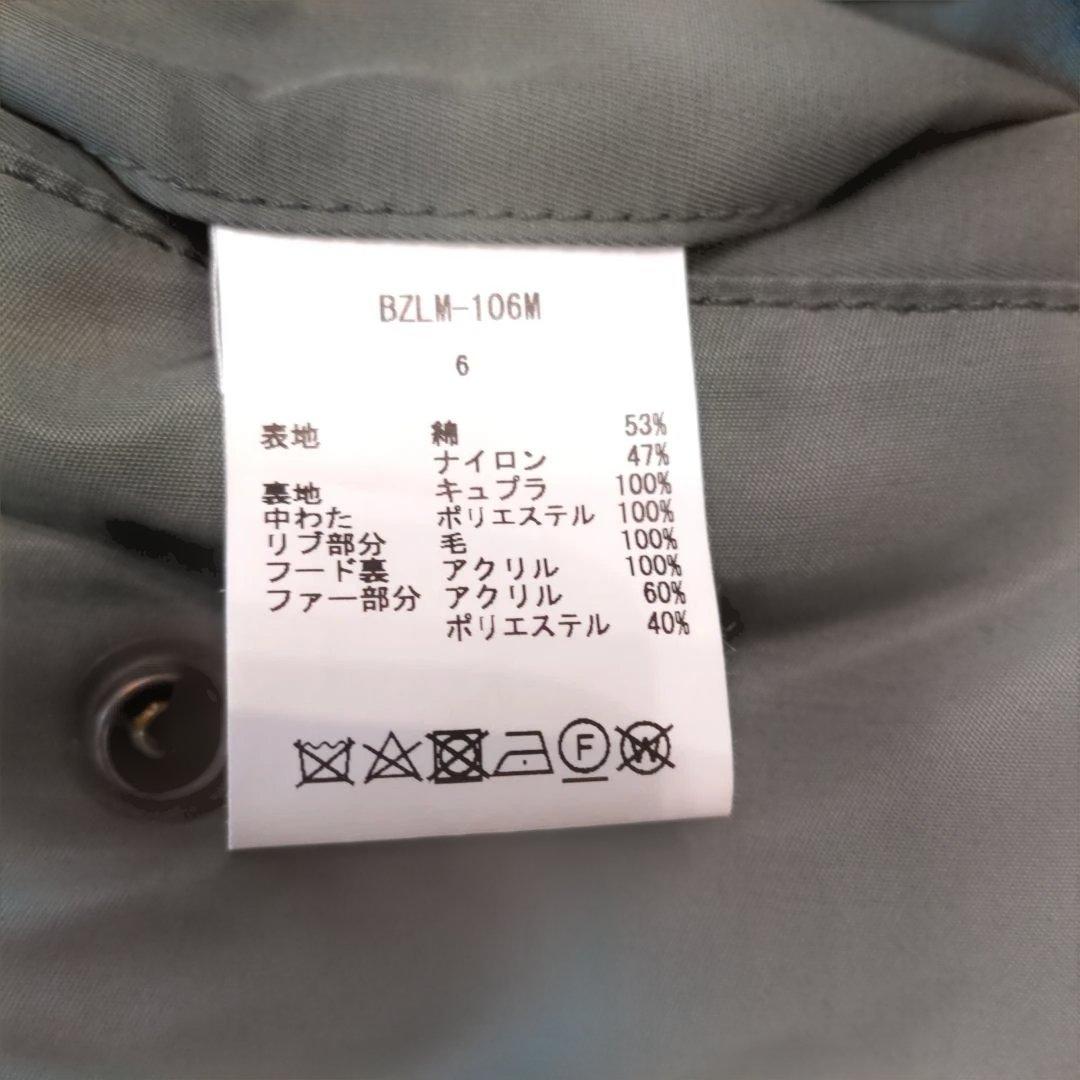 BZLM-106M
6
表地 綿 53%
ナイロン 47%
裏地 キュプラ 100%
中わた ポリエステル 100%
リブ部分 毛 100%
フード裏 アクリル 100%
ファー部分 アクリル 60%
ポリエステル 40%
F W